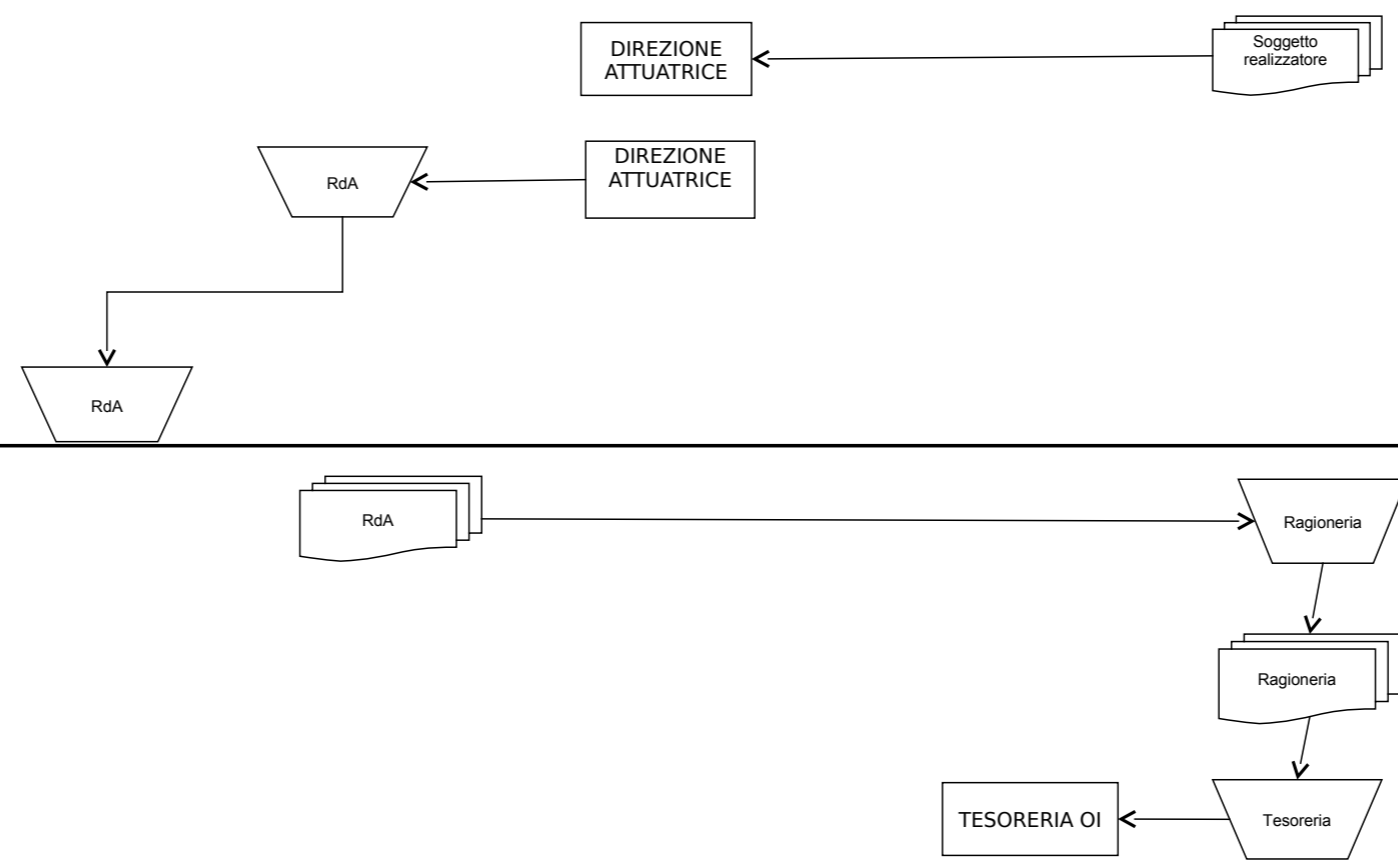 DIREZIONE
ATTUATRICE
Soggetto
realizzatore
RdA
DIREZIONE
ATTUATRICE
RdA
RdA
Ragioneria
Ragioneria
TESORERIA OI
Tesoreria